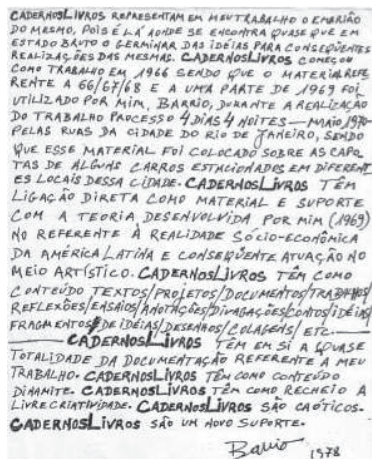 CADERNOSLIVROS REPRESENTAM EM MEU TRABALHO O EMBRIÃO
DO MESMO, POIS É LÁ AONDE SE ENCONTRA QUASE QUE EM
ESTADO BRUTO O GERMINAR DAS IDÉIAS PARA CONSEQÜENTES
REALIZAÇÕES DAS MESMAS. CADERNOSLIVROS COMEÇOU
COMO TRABALHO EM 1966 SENDO QUE O MATERIAL REFE
RENTE A 66/67/68 E A UMA PARTE DE 1969 FOI
UTILIZADO POR MIM, BARRIO, DURANTE A REALIZAÇÃO
DO TRABALHO PROCESSO 4 DIAS 4 NOITES — MAIO 1970 —
PELAS RUAS DA CIDADE DO RIO DE JANEIRO, SENDO
QUE ESSE MATERIAL FOI COLOCADO SOBRE AS CAPO
TAS DE ALGUNS CARROS ESTACIONADOS EM DIFERENT
ES LOCAIS DESSA CIDADE. CADERNOSLIVROS TÊM
LIGAÇÃO DIRETA COMO MATERIAL E SUPORTE
COM A TEORIA DESENVOLVIDA POR MIM (1969)
NO REFERENTE À REALIDADE SÓCIO-ECONÔMICA
DA AMÉRICA LATINA E CONSEQÜENTE ATUAÇÃO NO
MEIO ARTÍSTICO. CADERNOSLIVROS TÊM COMO
CONTEÚDO TEXTOS/PROJETOS/DOCUMENTOS/TRABALHOS/
REFLEXÕES/ENSAIOS/ANOTAÇÕES/DIVAGAÇÕES/CONTOS/IDÉIAS/
FRAGMENTOS DE IDÉIAS/DESENHOS/COLAGENS/ETC.—
— CADERNOSLIVROS TÊM EM SI A QUASE
TOTALIDADE DA DOCUMENTAÇÃO REFERENTE A MEU
TRABALHO. CADERNOSLIVROS TÊM COMO CONTEÚDO
DINAMITE. CADERNOSLIVROS TÊM COMO RECHEIO A
LIVRECRIATIVIDADE. CADERNOSLIVROS SÃO CAÓTICOS.
CADERNOSLIVROS SÃO UM NOVO SUPORTE.
Barrio 1978